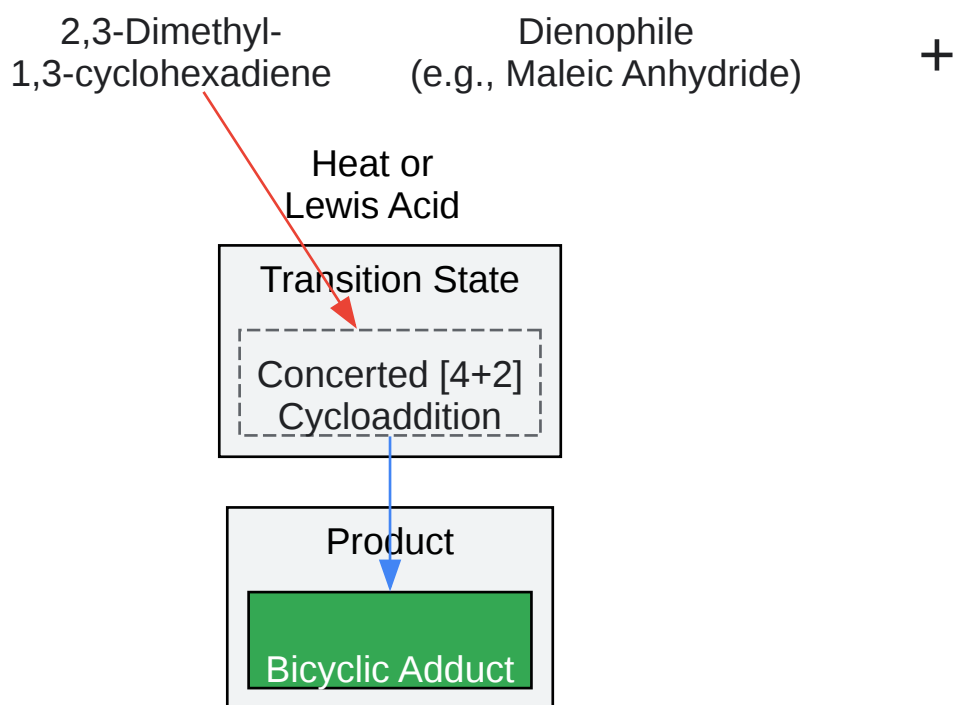 2,3-Dimethyl-
1,3-cyclohexadiene
Dienophile
(e.g., Maleic Anhydride)
+
Heat or
Lewis Acid
Transition State
Concerted [4+2]
Cycloaddition
Product
Bicyclic Adduct